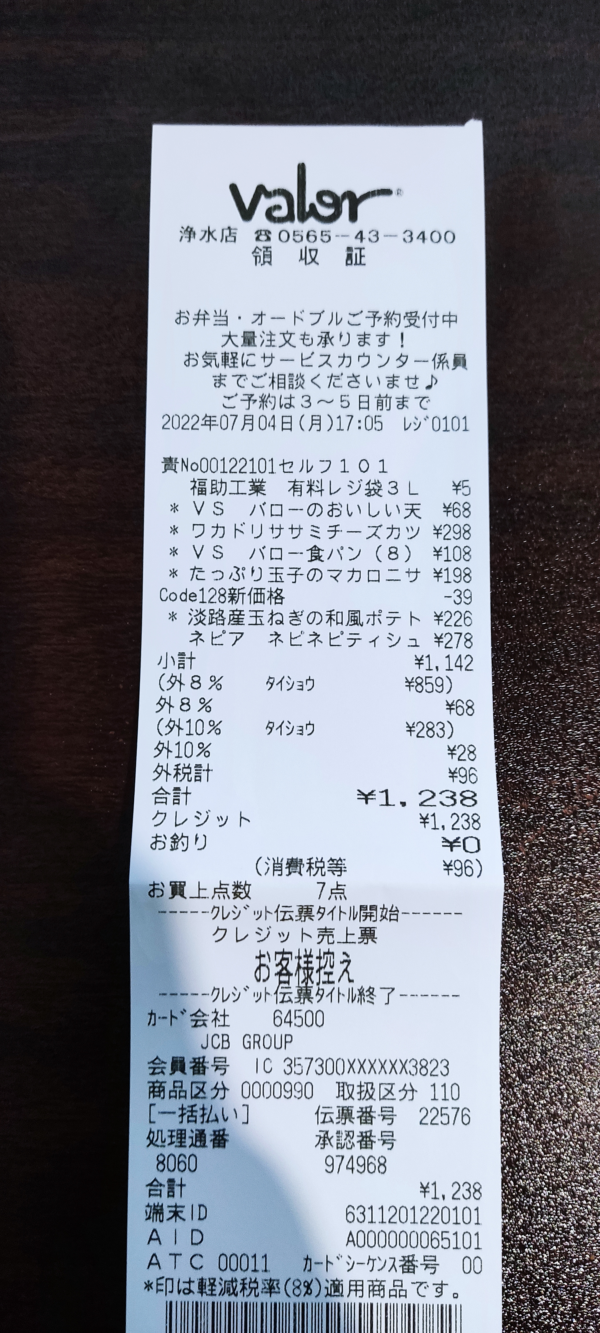 valor
浄水店 ☎0565-43-3400
領収証
お弁当・オードブルご予約受付中
大量注文も承ります！
お気軽にサービスカウンター係員
までご相談くださいませ♪
ご予約は３～５日前まで
2022年07月04日(月)17:05 ﾚｼﾞ0101
責No00122101セルフ１０１
福助工業 有料レジ袋３Ｌ ¥5
* ＶＳ バローのおいしい天 ¥68
* ワカドリササミチーズカツ ¥298
* ＶＳ バロー食パン（８） ¥108
* たっぷり玉子のマカロニサ ¥198
Code128新価格 -39
* 淡路産玉ねぎの和風ポテト ¥226
ネピア ネピネピティシュ ¥278
小計 ¥1,142
(外８% ﾀｲｼｮｳ ¥859)
外８% ¥68
(外10% ﾀｲｼｮｳ ¥283)
外10% ¥28
外税計 ¥96
合計 ¥1,238
クレジット ¥1,238
お釣り ¥0
(消費税等 ¥96)
お買上点数 7点
-----ｸﾚｼﾞｯﾄ伝票ﾀｲﾄﾙ開始------
クレジット売上票
お客様控え
-----ｸﾚｼﾞｯﾄ伝票ﾀｲﾄﾙ終了------
ｶｰﾄﾞ会社 64500
JCB GROUP
会員番号 IC 357300XXXXXX3823
商品区分 0000990 取扱区分 110
[一括払い] 伝票番号 22576
処理通番 承認番号
8060 974968
合計 ¥1,238
端末ID 6311201220101
ＡＩＤ A000000065101
ＡＴＣ 00011 ｶｰﾄﾞｼｰｹﾝｽ番号 00
*印は軽減税率(8%)適用商品です。